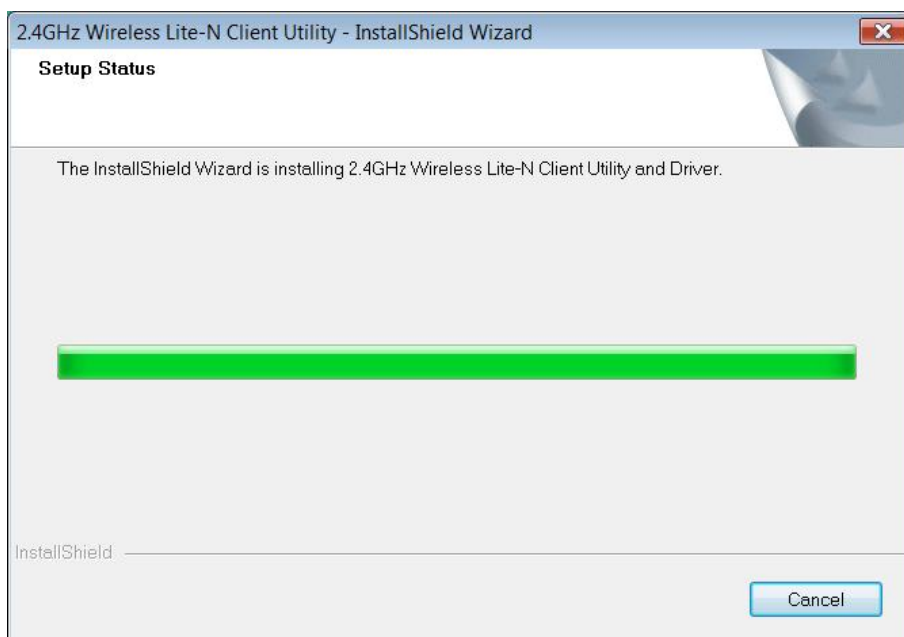 2.4GHz Wireless Lite-N Client Utility - InstallShield Wizard
Setup Status
The InstallShield Wizard is installing 2.4GHz Wireless Lite-N Client Utility and Driver.
InstallShield
Cancel